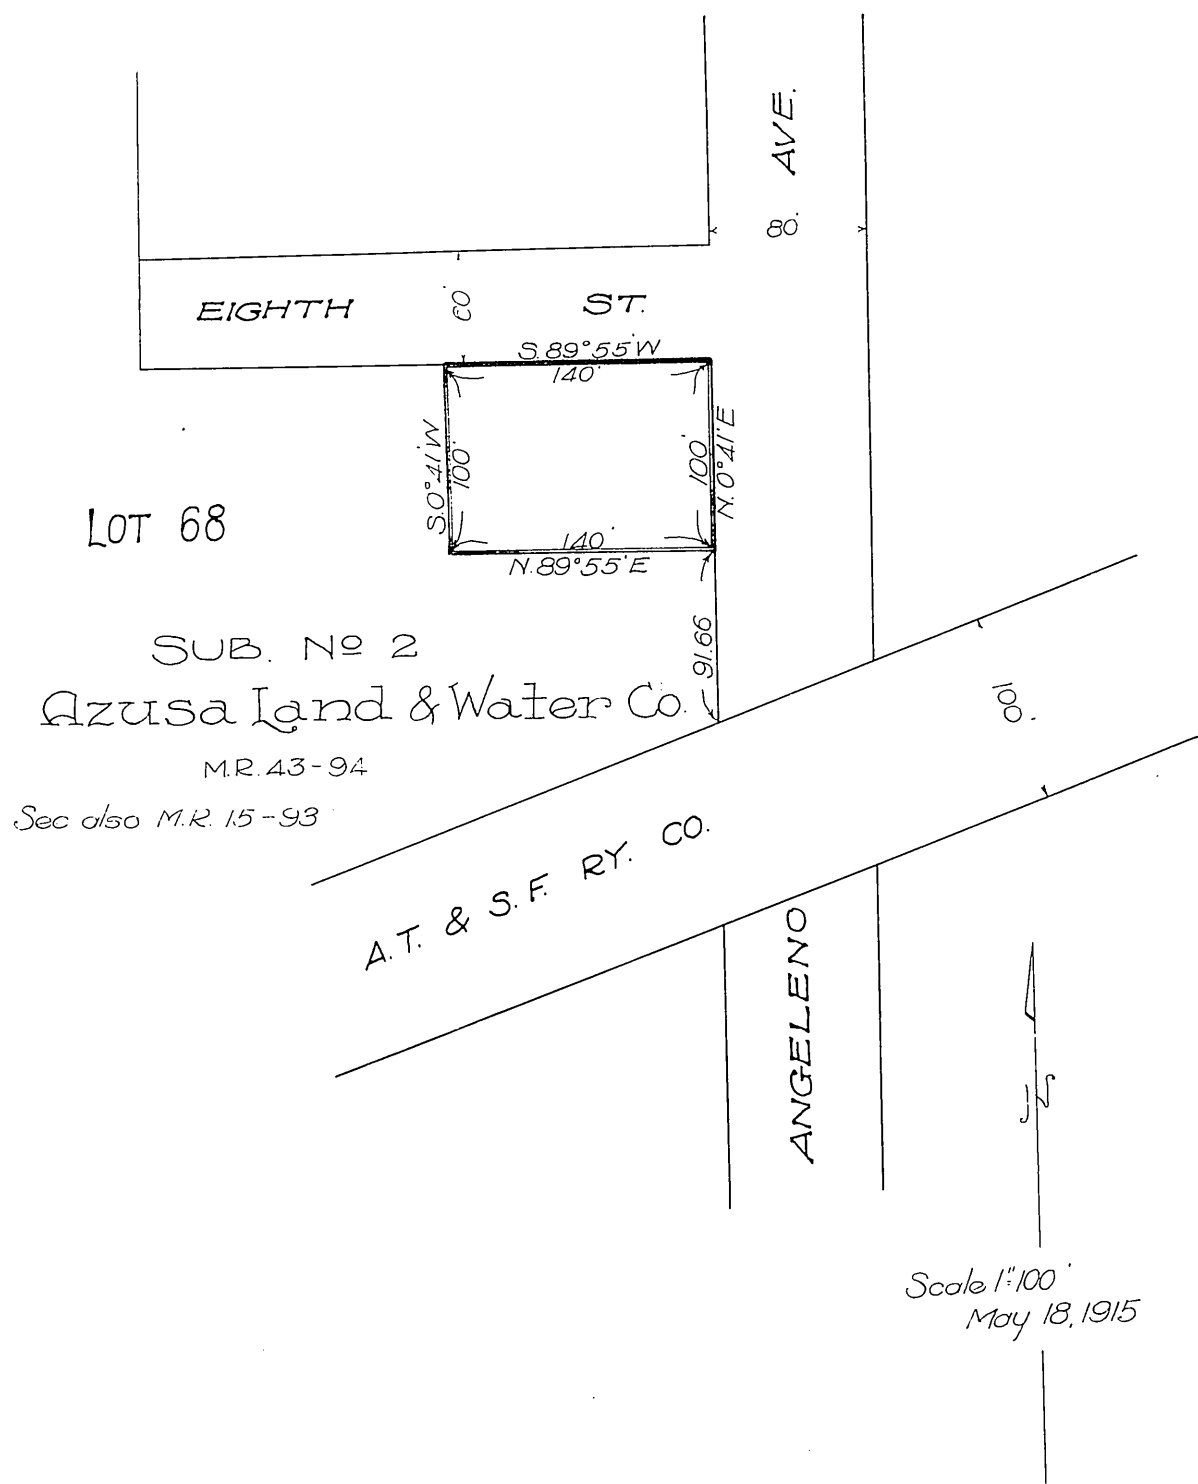 AVE.
80.
EIGHTH ST.
60'
S.89°55'W
140'
S.0°41'W
100'
100'
N.0°41'E
140'
N.89°55'E
LOT 68
91.66
SUB. Nº 2
Azusa Land & Water Co.
M.R. 43-94
See also M.R. 15-93
100.
A.T. & S.F. RY. CO.
ANGELENO
Scale 1"=100'
May 18, 1915